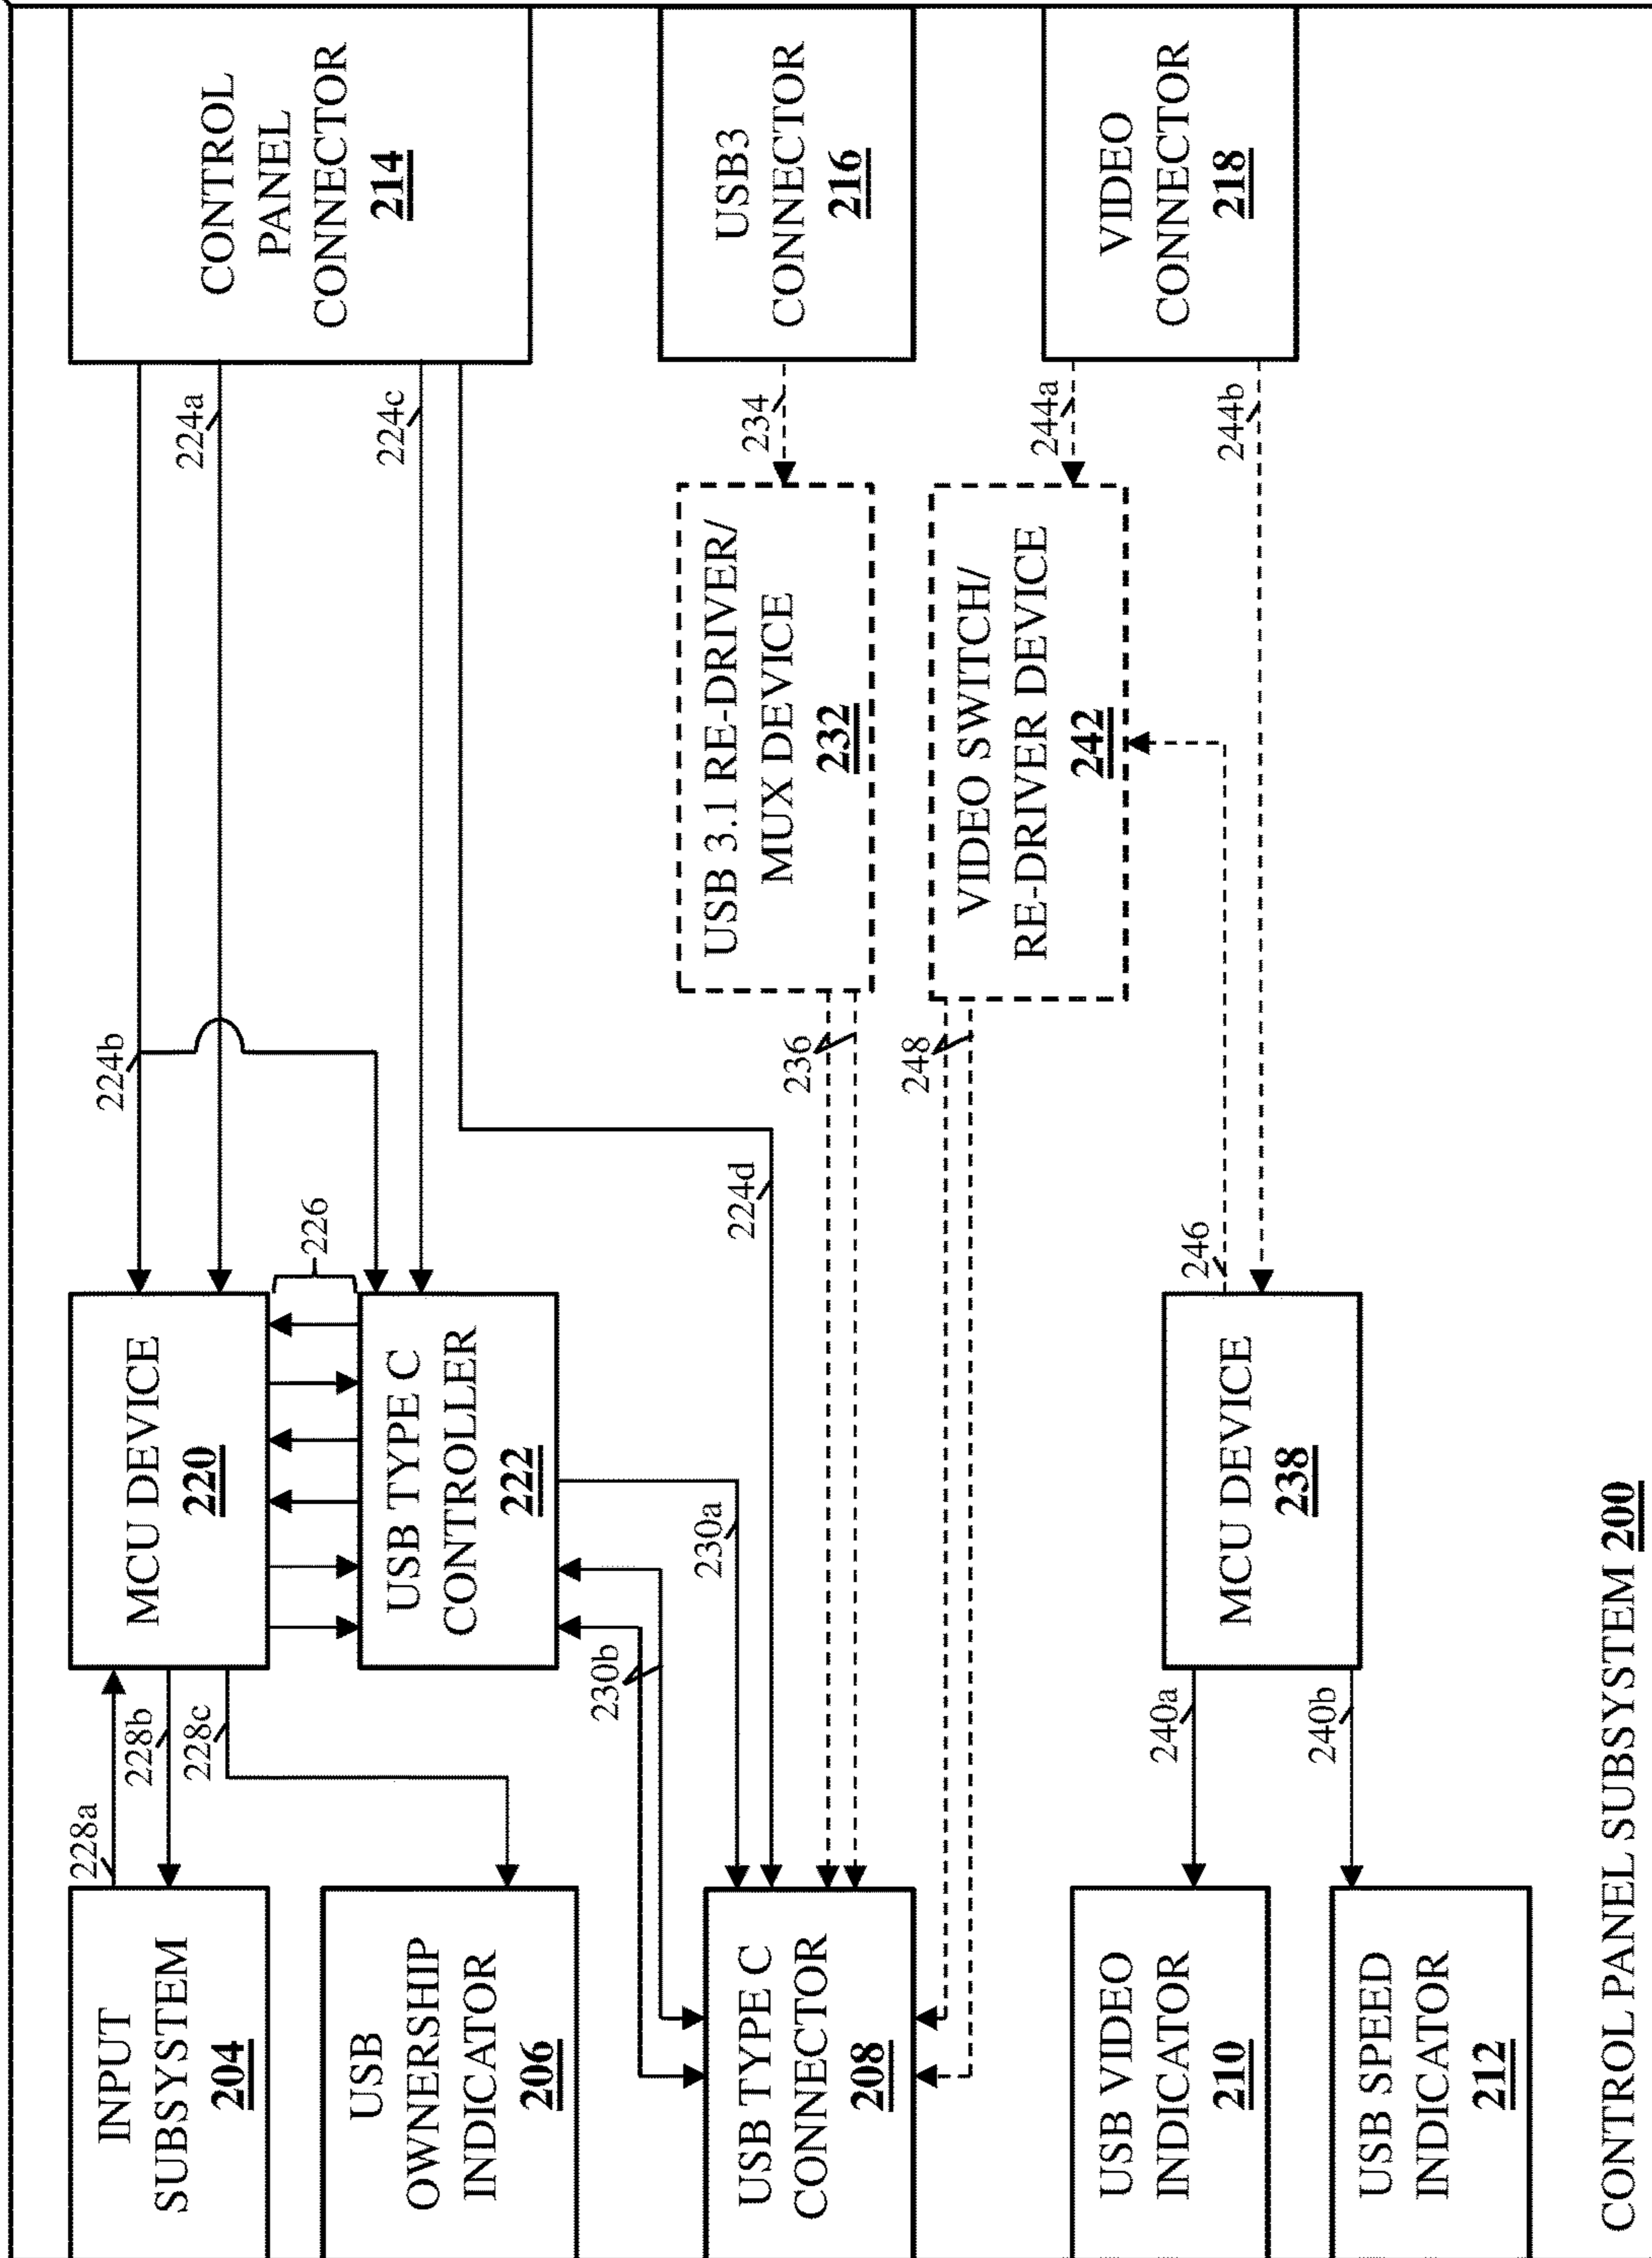 INPUT
SUBSYSTEM
204
USB
OWNERSHIP
INDICATOR
206
USB TYPE C
CONNECTOR
208
USB VIDEO
INDICATOR
210
USB SPEED
INDICATOR
212
228a
228b
228c
230b
230a
240a
240b
MCU DEVICE
220
USB TYPE C
CONTROLLER
222
226
MCU DEVICE
238
224b
224d
236
248
246
USB 3.1 RE-DRIVER/
MUX DEVICE
232
VIDEO SWITCH/
RE-DRIVER DEVICE
242
224a
224c
234
244a
244b
CONTROL
PANEL
CONNECTOR
214
USB3
CONNECTOR
216
VIDEO
CONNECTOR
218
CONTROL PANEL SUBSYSTEM 200